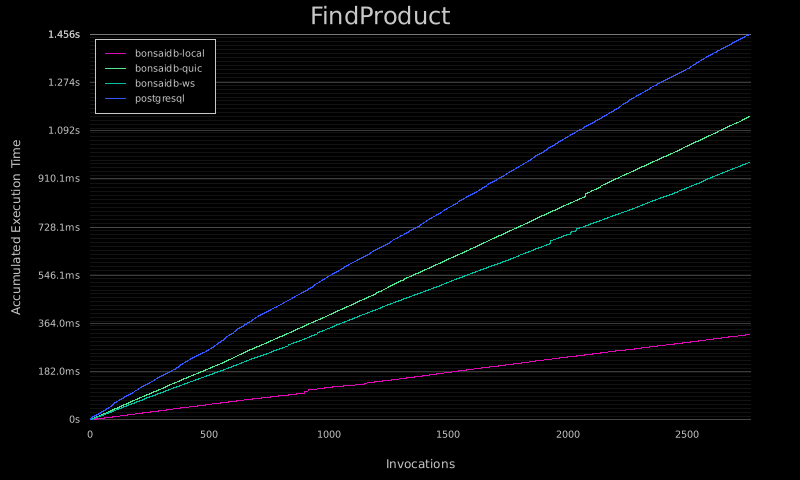 FindProduct
1.456s
1.274s
1.092s
910.1ms
728.1ms
546.1ms
364.0ms
182.0ms
0s
Accumulated Execution Time
bonsaidb-local
bonsaidb-quic
bonsaidb-ws
postgresql
0
500
1000
1500
2000
2500
Invocations